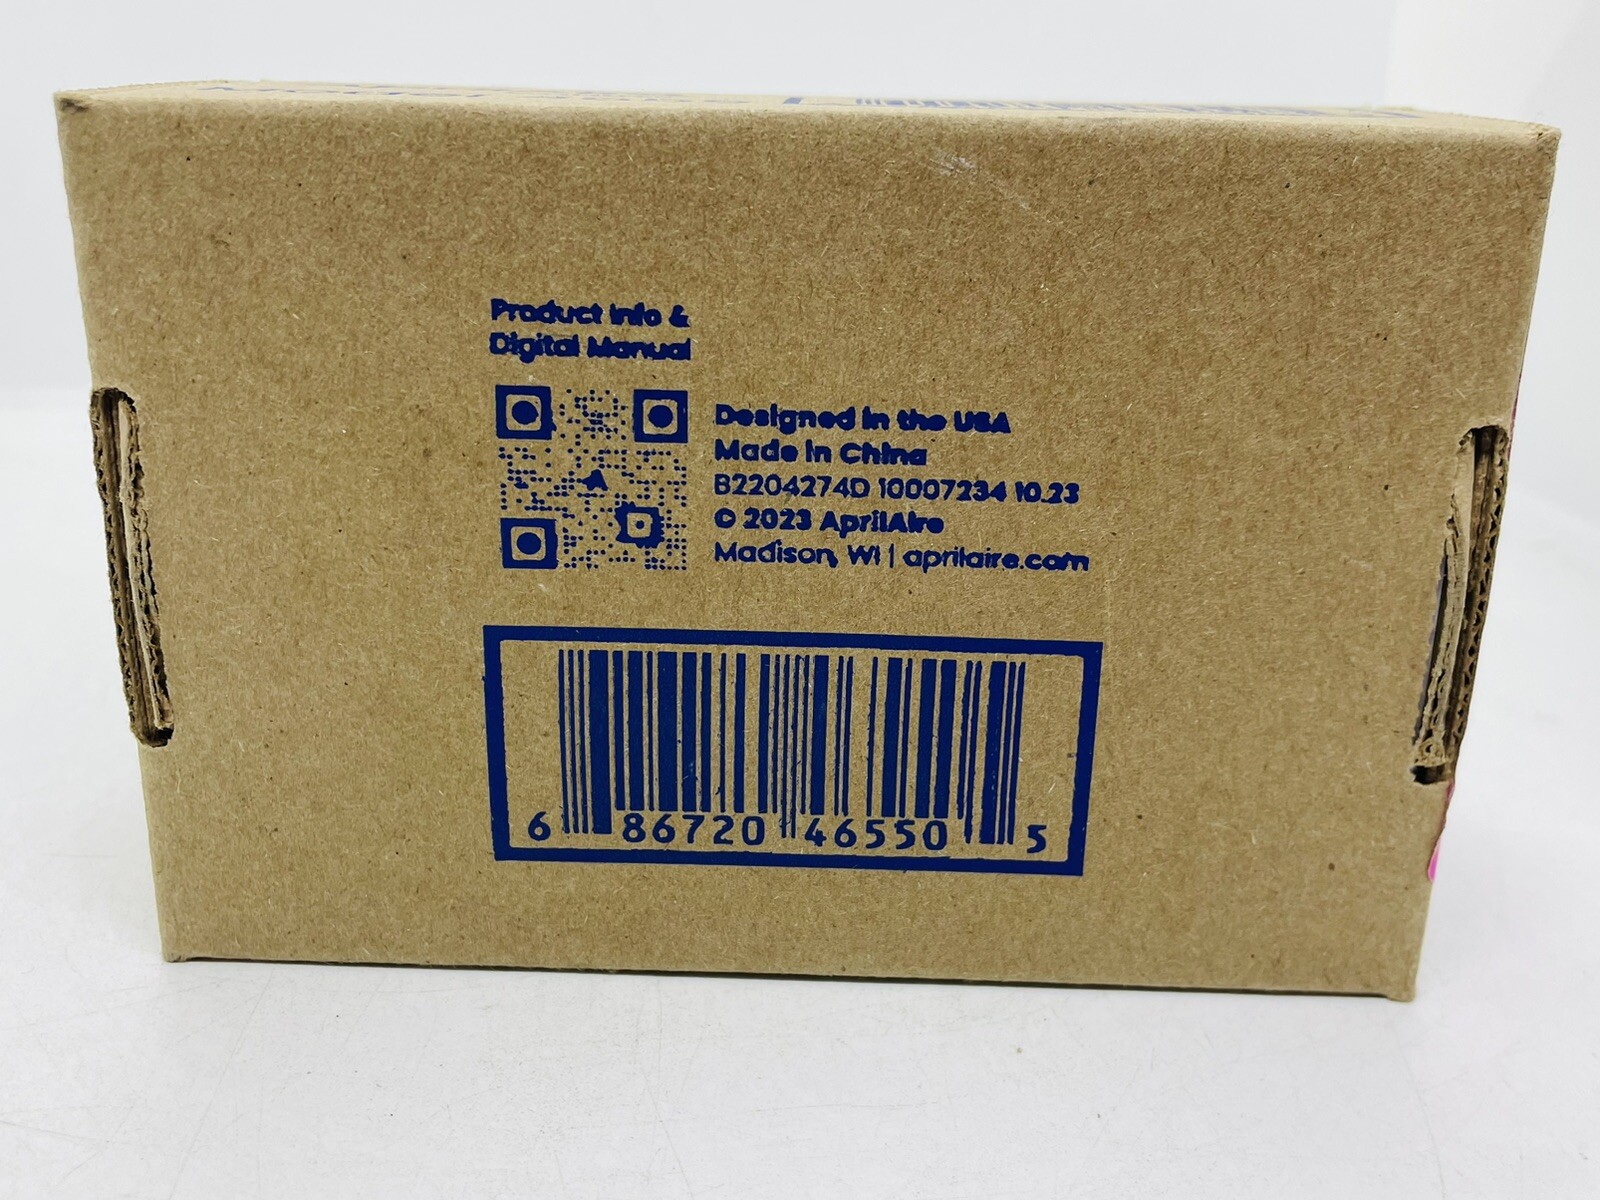 Product Info &
Digital Manual
Designed in the USA
Made in China
B2204274D 10007234 10.23
© 2023 AprilAire
Madison, WI | aprilaire.com
6 86720 46550 5